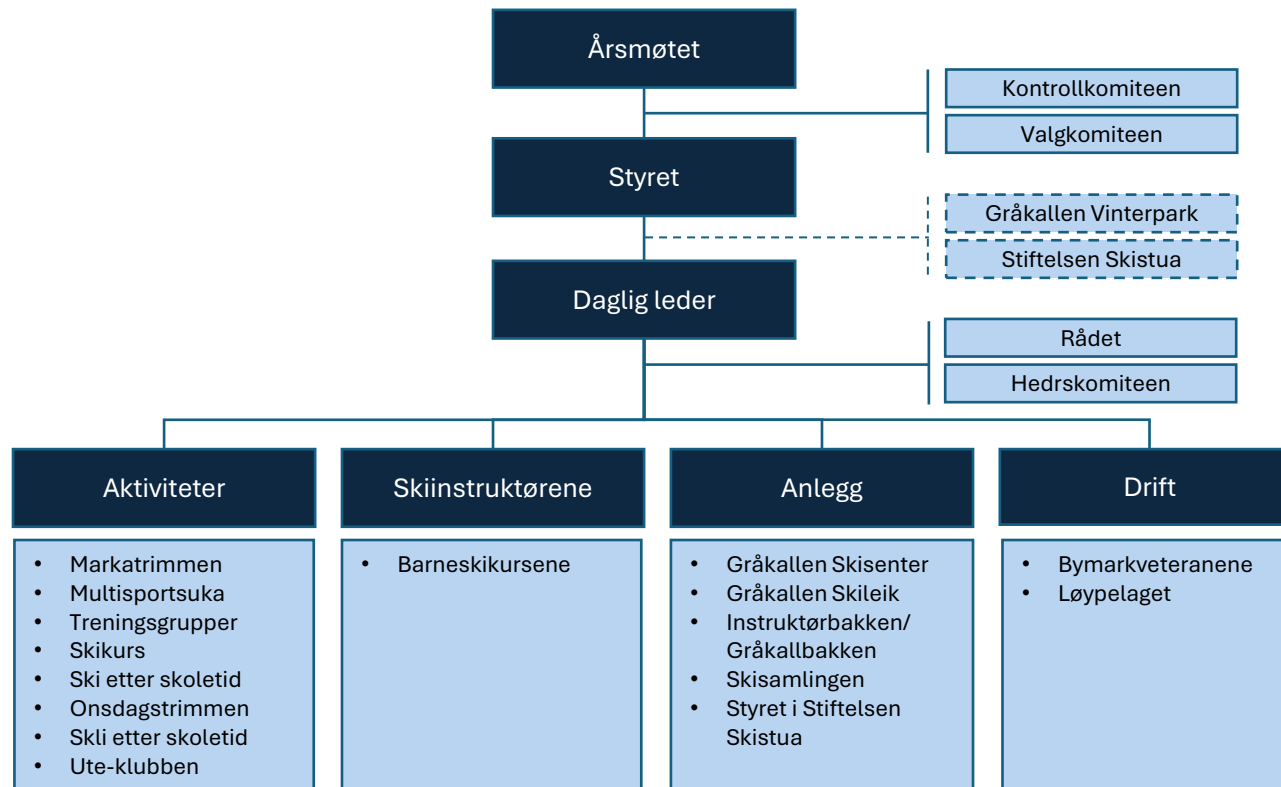 Årsmøtet
Kontrollkomiteen
Valgkomiteen
Styret
Gråkallen Vinterpark
Stiftelsen Skistua
Daglig leder
Rådet
Hedrskomiteen
Aktiviteter
Skiinstruktørene
Anlegg
Drift
• Markatrimmen
• Multisportsuka
• Treningsgrupper
• Skikurs
• Ski etter skoletid
• Onsdagstrimmen
• Skli etter skoletid
• Ute-klubben
• Barneskikursene
• Gråkallen Skisenter
• Gråkallen Skileik
• Instruktørbakken/
Gråkallbakken
• Skisamlingen
• Styret i Stiftelsen
Skistua
• Bymarkveteranene
• Løypelaget